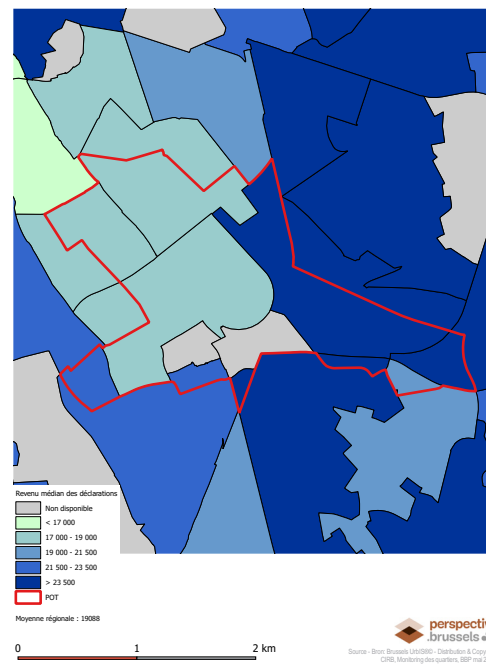 Revenu médian des déclarations
Non disponible
< 17 000
17 000 - 19 000
19 000 - 21 500
21 500 - 23 500
> 23 500
POT
Moyenne régionale : 19088
0 1 2 km
perspectiv
.brussels
Source - Bron: Brussels UrbIS®© - Distribution & Copy
CIRB, Monitoring des quartiers, BBP mai 2